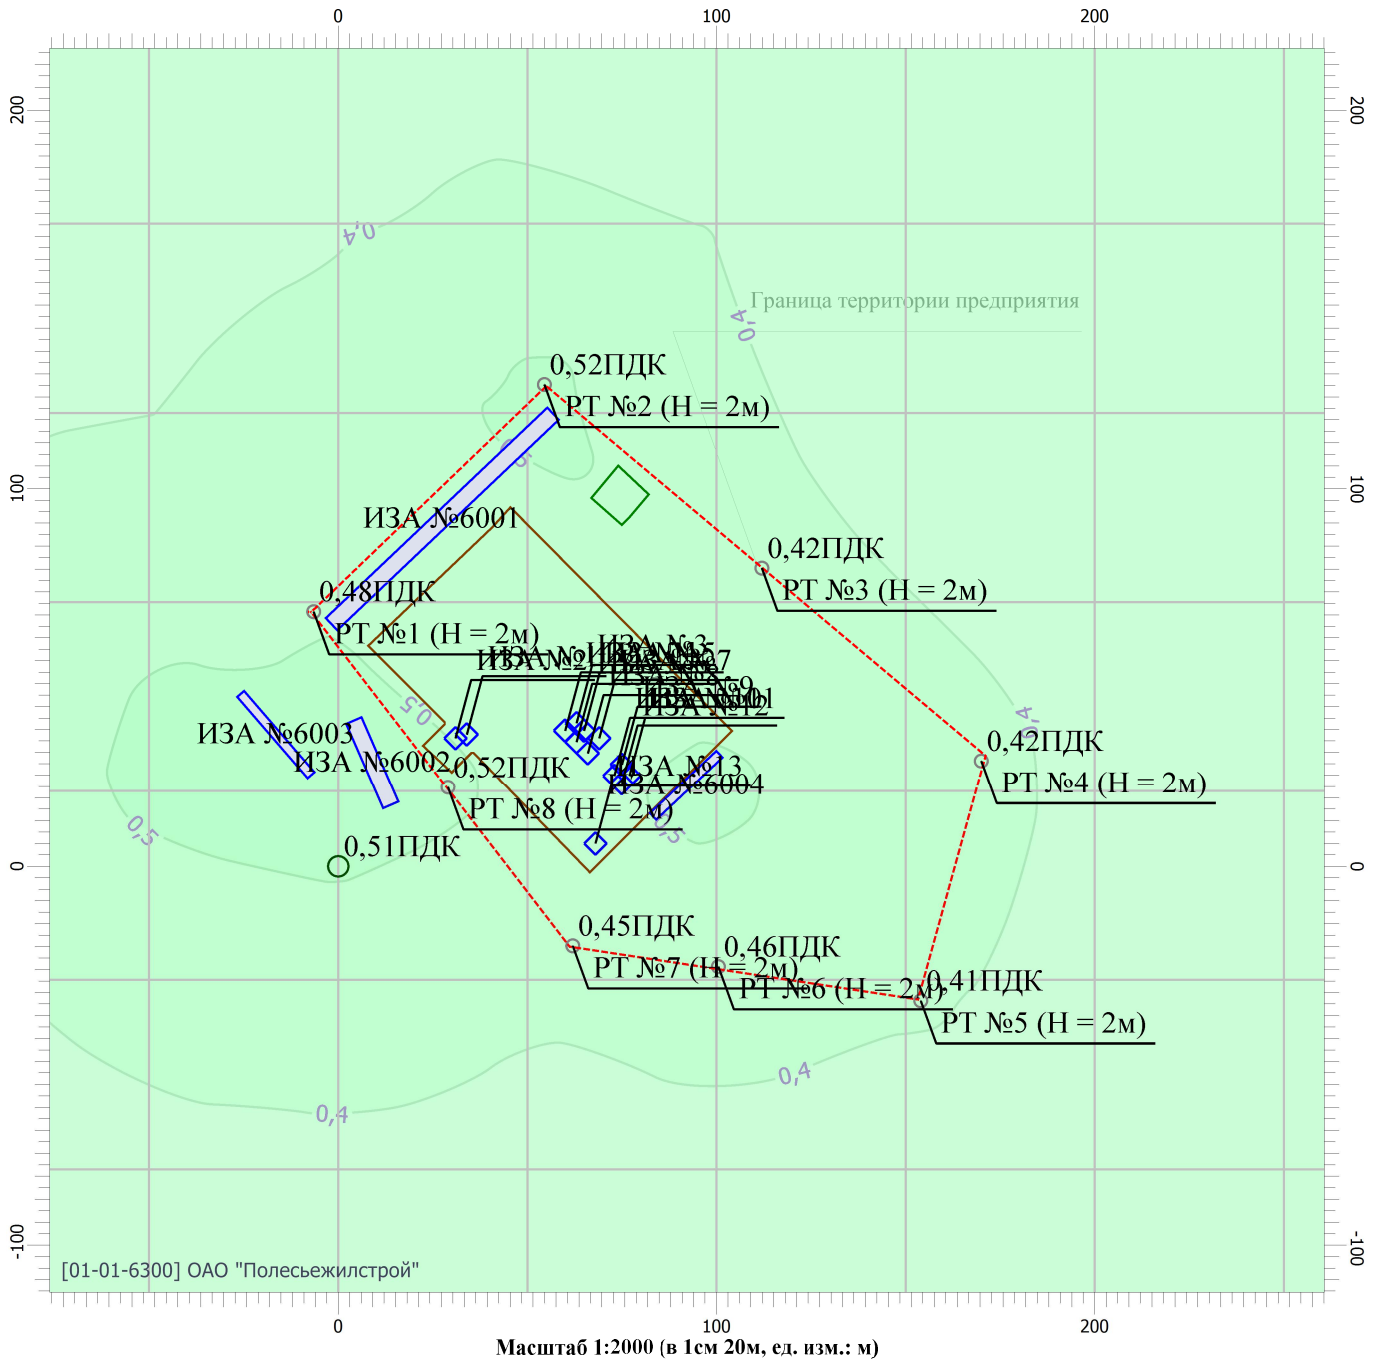 0 100 200
200 200
0,4
Граница территории предприятия
0,4
0,52ПДК
РТ №2 (Н = 2м)
0,5
100 100
ИЗА №6001
0,42ПДК
РТ №3 (Н = 2м)
0,48ПДК
РТ №1 (Н = 2м)
ИЗА №3
0,5
0,4
ИЗА №6003
ИЗА №12
0,42ПДК
ИЗА №6002
0,52ПДК
ИЗА №13
РТ №4 (Н = 2м)
ИЗА №6004
РТ №8 (Н = 2м)
0,5
0,5
0,51ПДК
0 0
0,45ПДК
0,46ПДК
РТ №7 (Н = 2м)
0,41ПДК
РТ №6 (Н = 2м)
РТ №5 (Н = 2м)
0,4
0,4
-100 -100
[01-01-6300] ОАО "Полесьежилстрой"
0 100 200
Масштаб 1:2000 (в 1см 20м, ед. изм.: м)